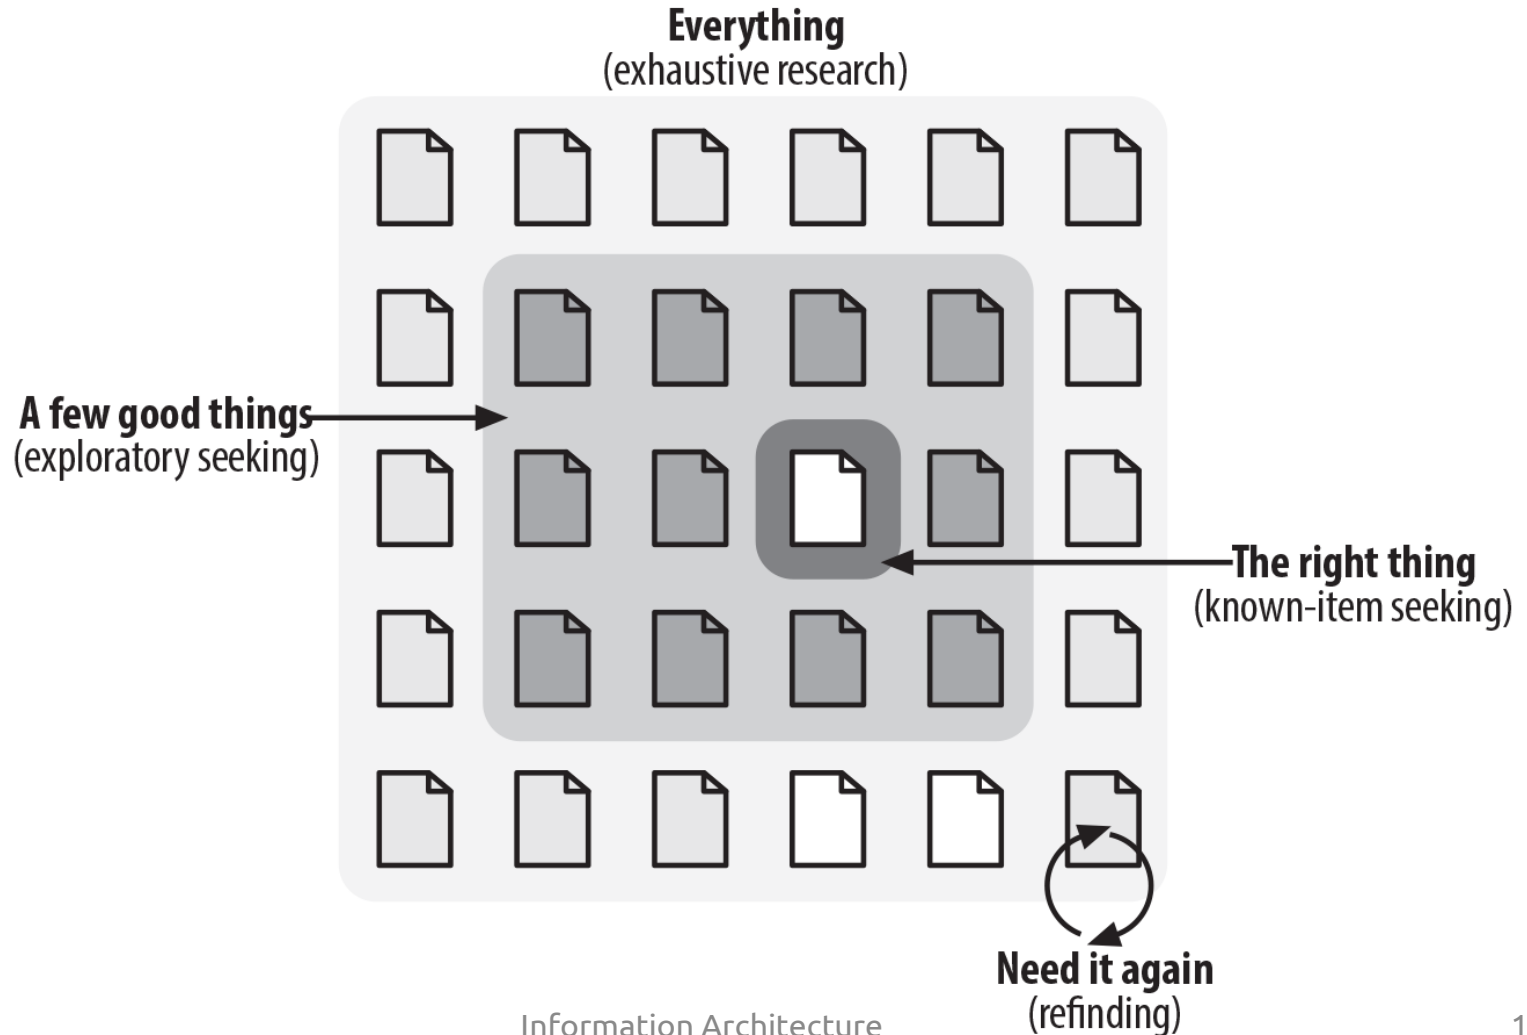 Everything
(exhaustive research)
A few good things
(exploratory seeking)
The right thing
(known-item seeking)
Need it again
(refinding)
Information Architecture
1